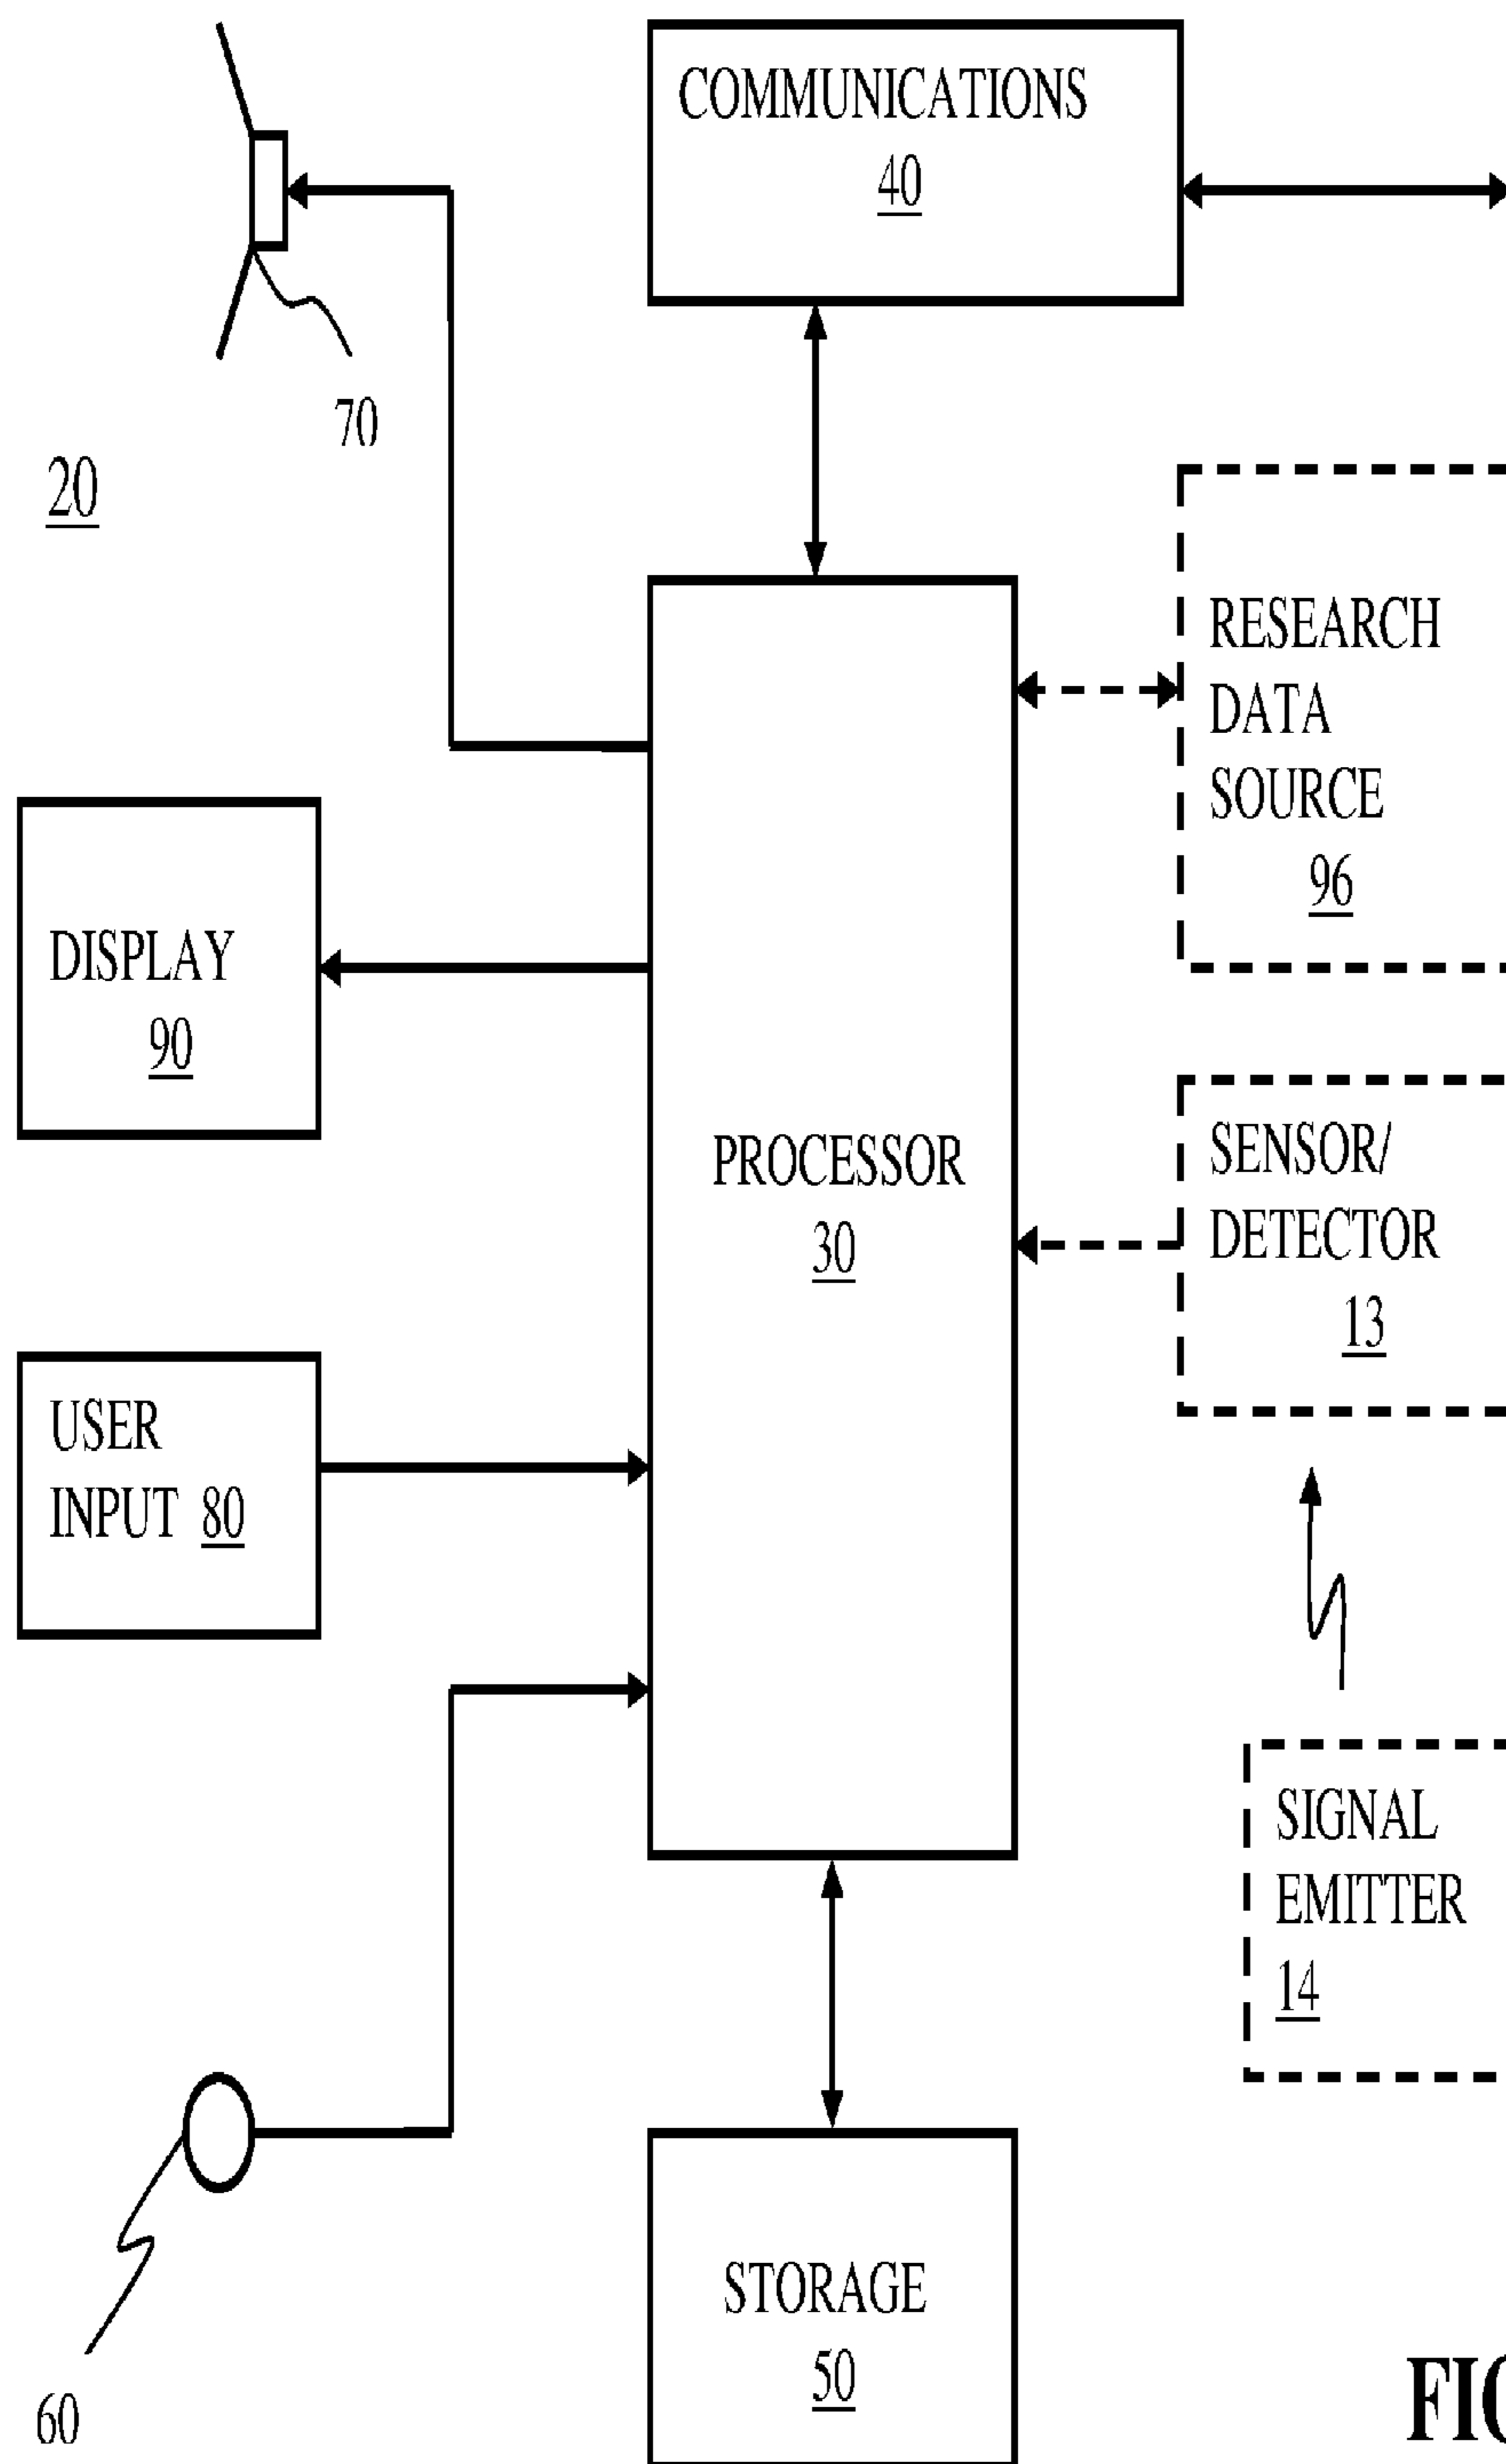 COMMUNICATIONS
40
70
20
RESEARCH
DATA
SOURCE
96
DISPLAY
90
PROCESSOR
30
SENSOR/
DETECTOR
13
USER
INPUT 80
SIGNAL
EMITTER
14
STORAGE
50
60